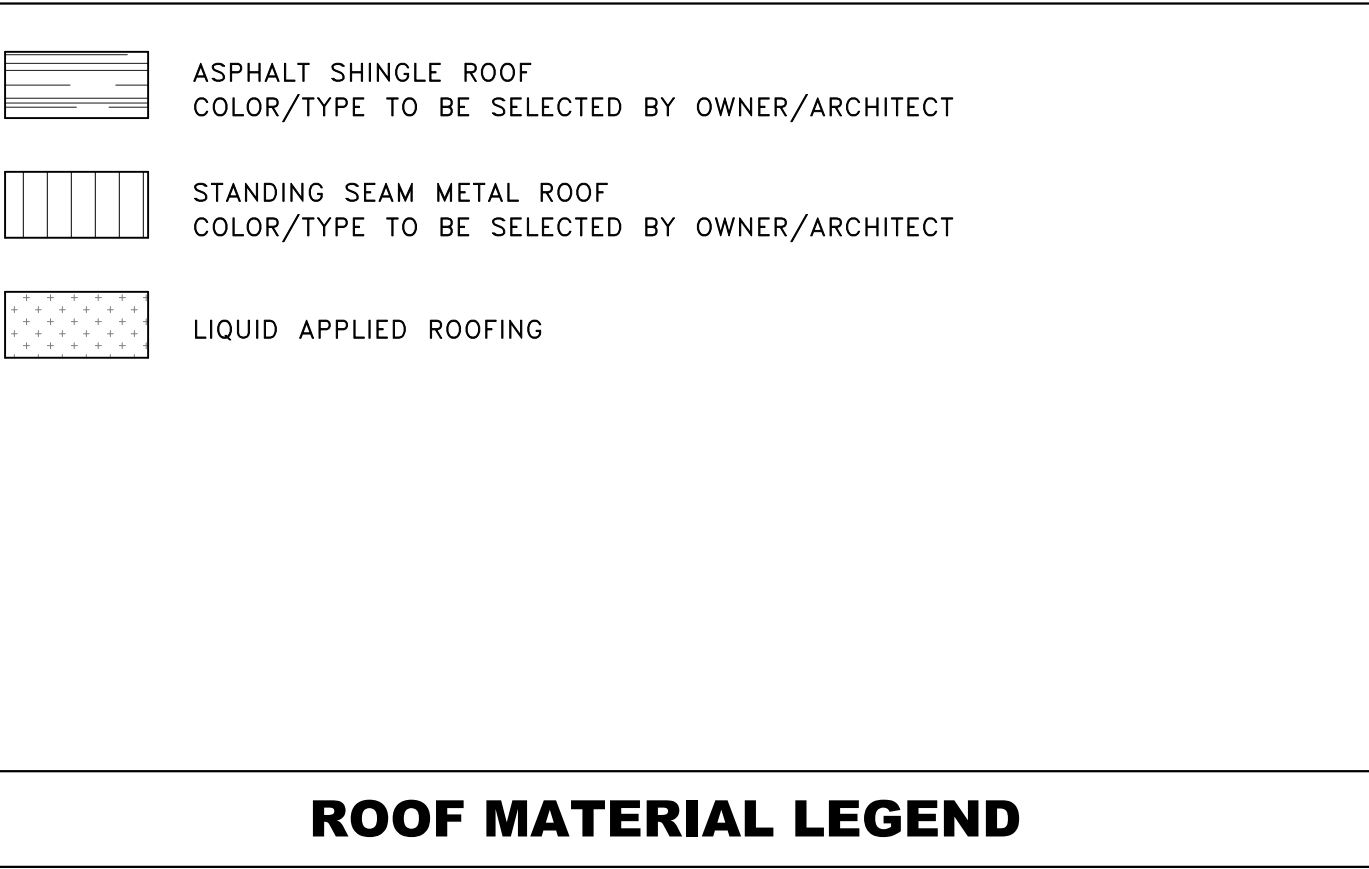 ASPHALT SHINGLE ROOF
COLOR/TYPE TO BE SELECTED BY OWNER/ARCHITECT
STANDING SEAM METAL ROOF
COLOR/TYPE TO BE SELECTED BY OWNER/ARCHITECT
LIQUID APPLIED ROOFING
ROOF MATERIAL LEGEND